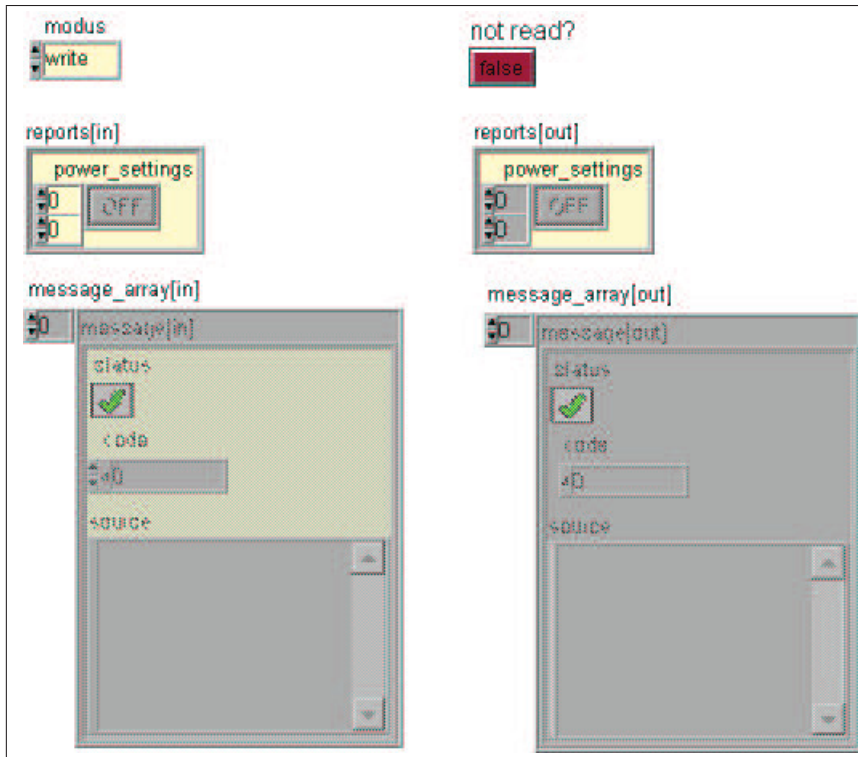 modus
write
not read?
false
reports[in]
power_settings
0
OFF
0
reports[out]
power_settings
0
OFF
0
message_array[in]
0
message[in]
status
code
0
source
message_array[out]
0
message[out]
status
code
0
source